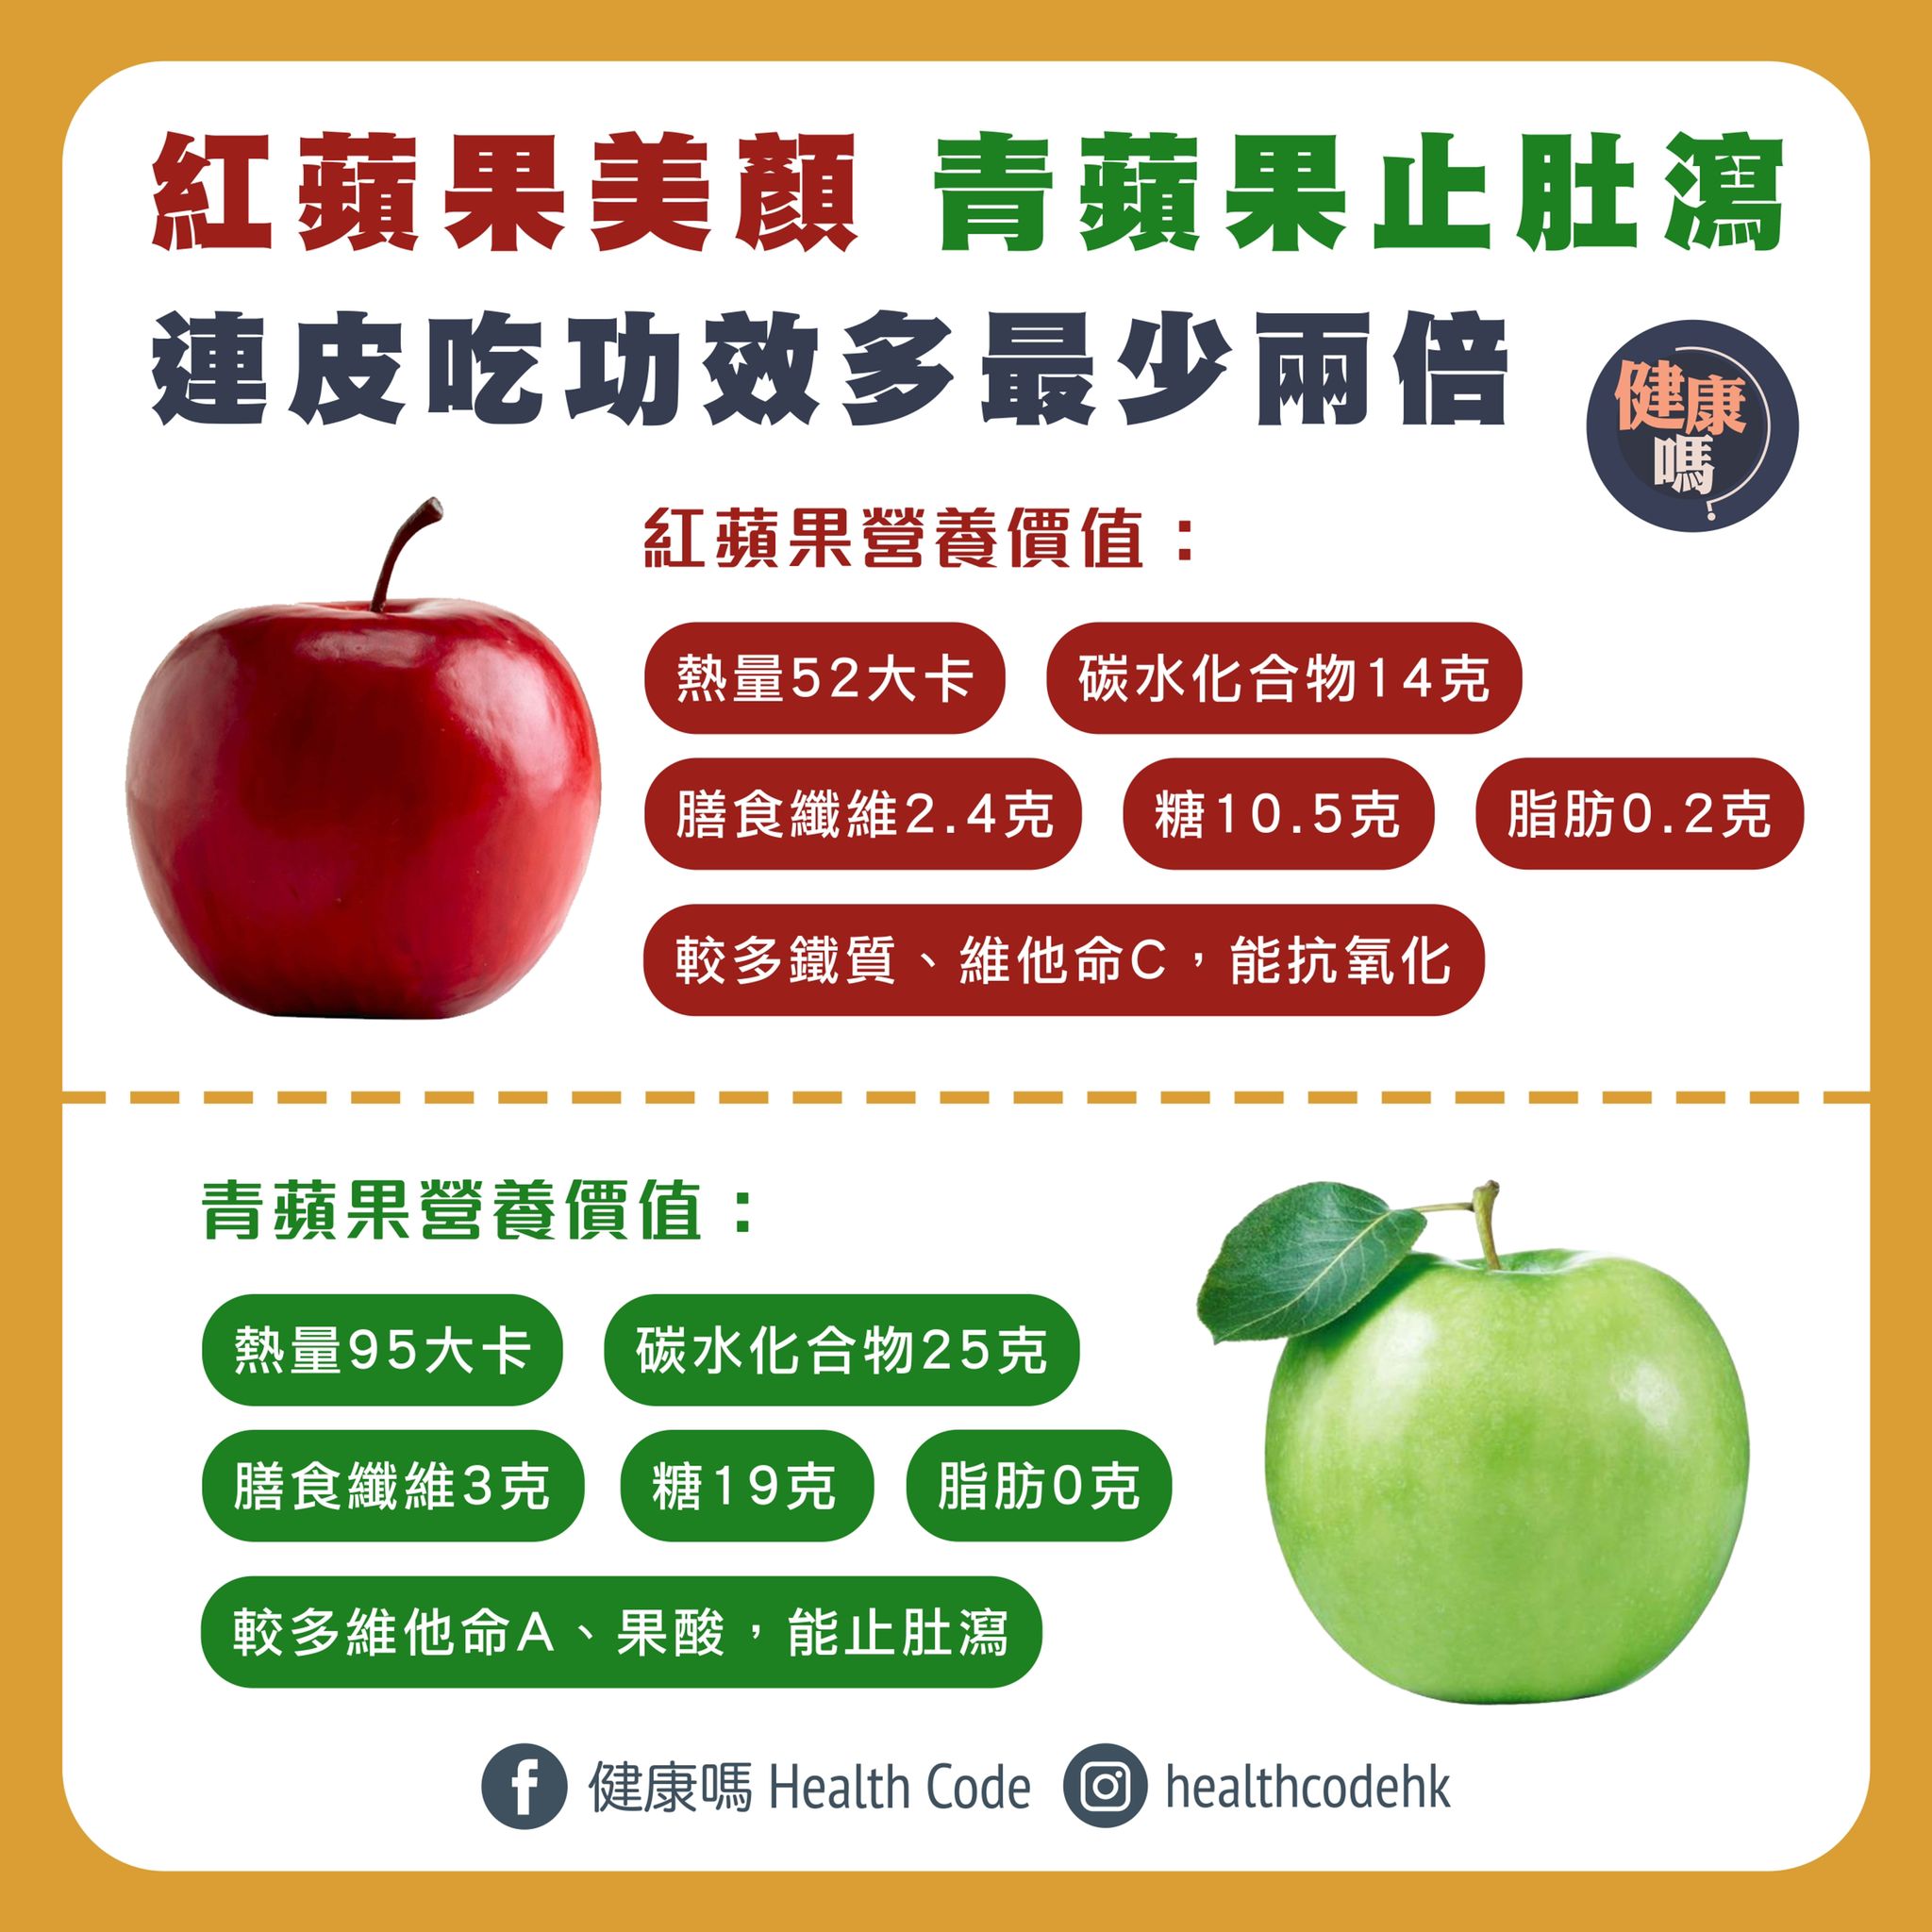 紅蘋果美顏 青蘋果止肚瀉
連皮吃功效多最少兩倍
健康
嗎?
紅蘋果營養價值：
熱量52大卡 碳水化合物14克
膳食纖維2.4克 糖10.5克 脂肪0.2克
較多鐵質、維他命C，能抗氧化
青蘋果營養價值：
熱量95大卡 碳水化合物25克
膳食纖維3克 糖19克 脂肪0克
較多維他命A、果酸，能止肚瀉
健康嗎 Health Code healthcodehk